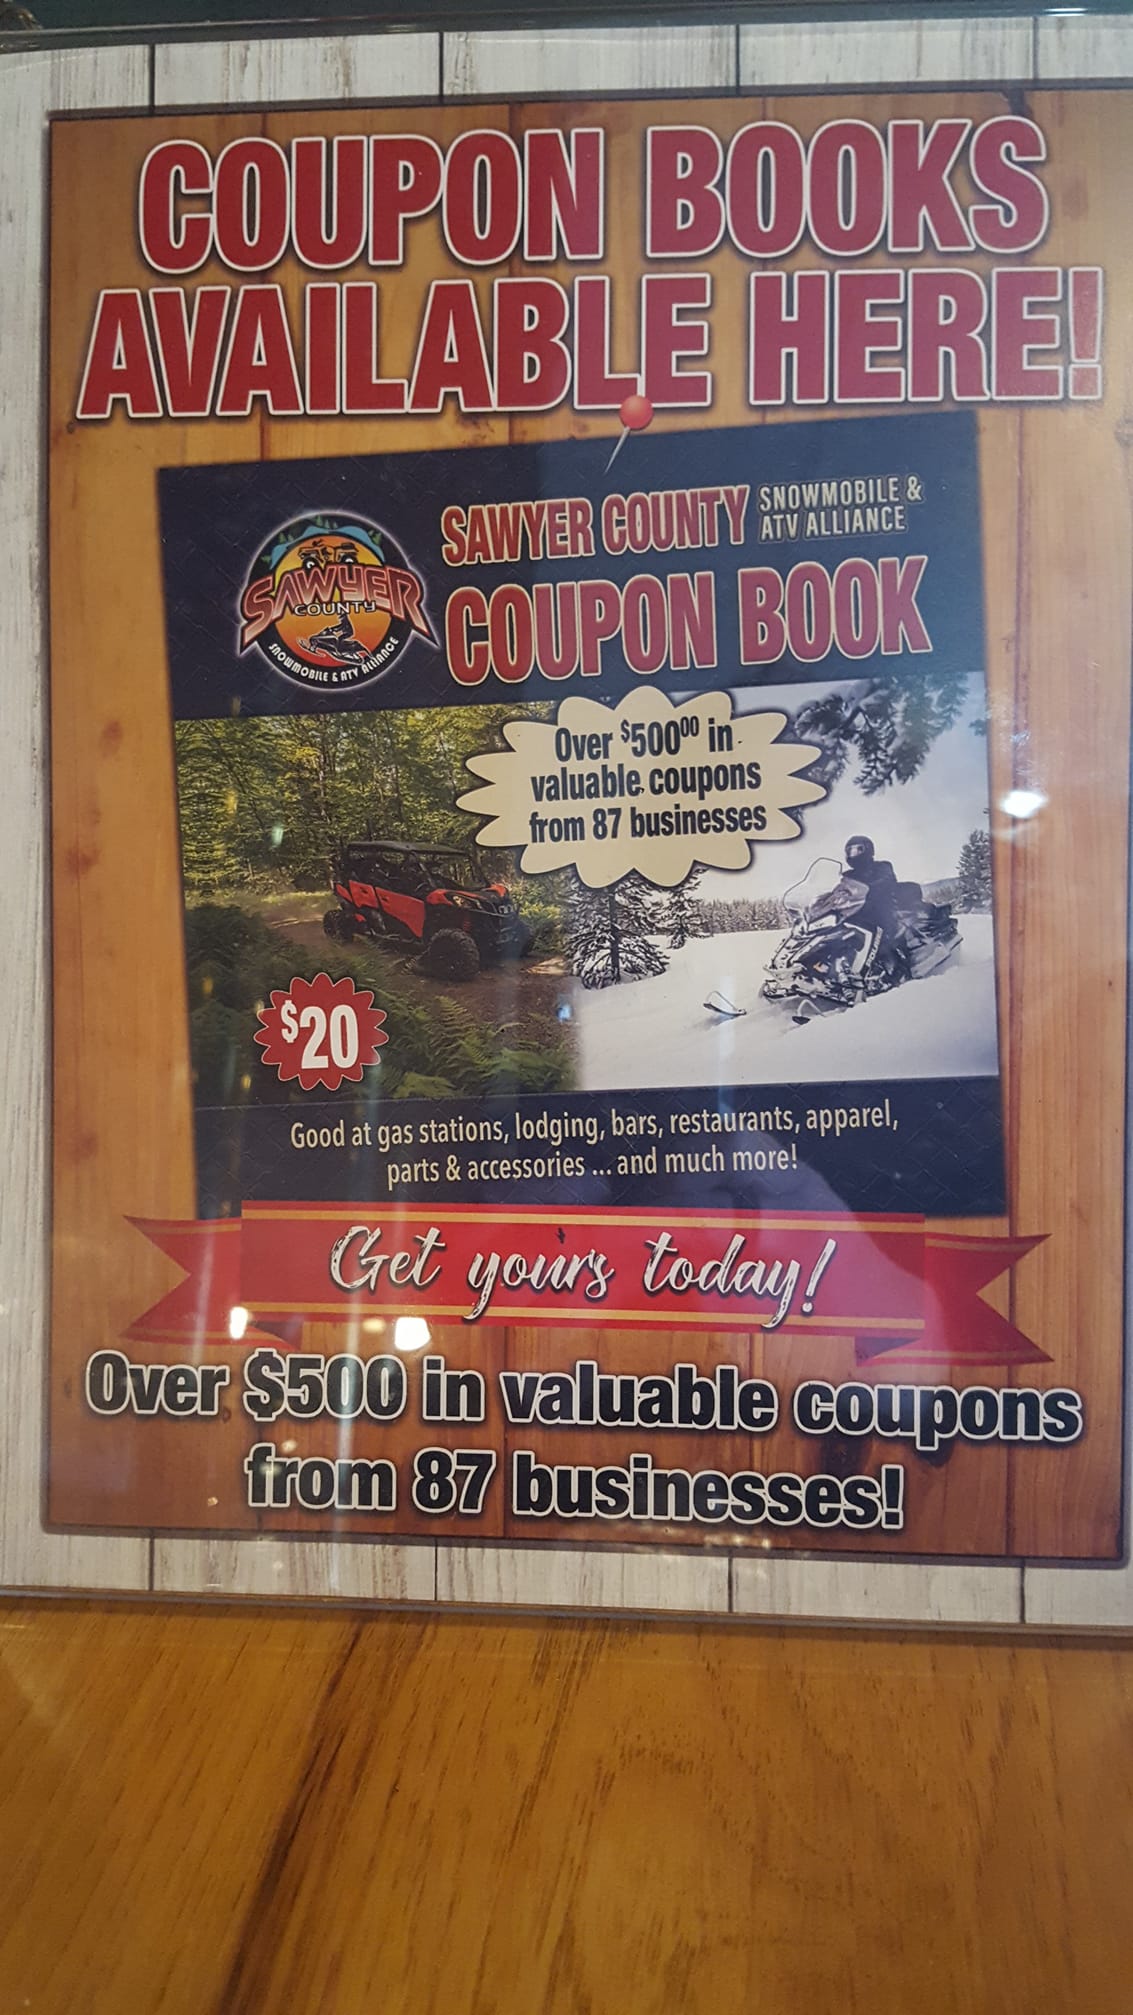 COUPON BOOKS
AVAILABLE HERE!
SAWYER COUNTY SNOWMOBILE &
ATV ALLIANCE
COUPON BOOK
SAWYER
COUNTY
SNOWMOBILE & ATV ALLIANCE
Over $500⁰⁰ in
valuable coupons
from 87 businesses
POLARIS
$20
Good at gas stations, lodging, bars, restaurants, apparel,
parts & accessories ... and much more!
Get yours today!
Over $500 in valuable coupons
from 87 businesses!